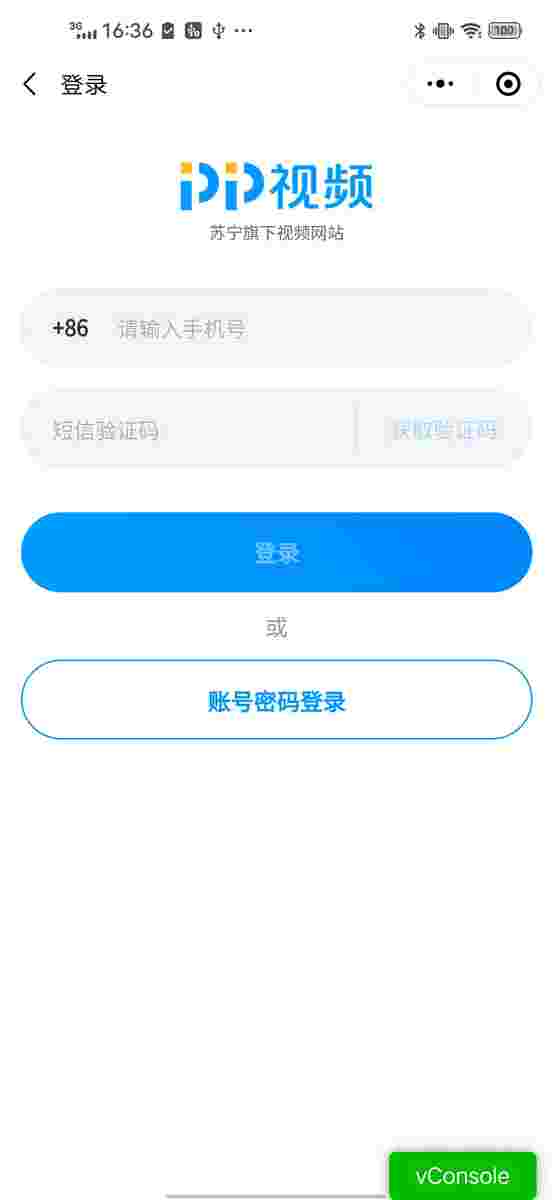 3G 16:36 100
登录
PP视频
苏宁旗下视频网站
+86 请输入手机号
短信验证码 获取验证码
登录
或
账号密码登录
vConsole